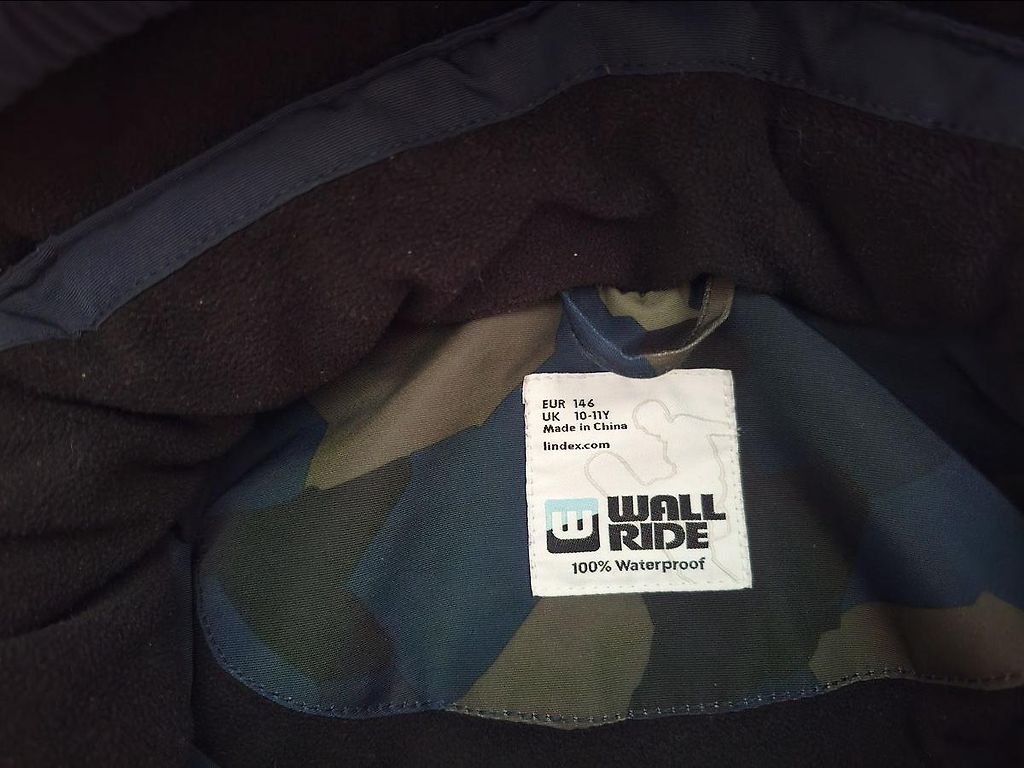 EUR 146
UK 10-11Y
Made in China
lindex.com
W WALL
RIDE
100% Waterproof